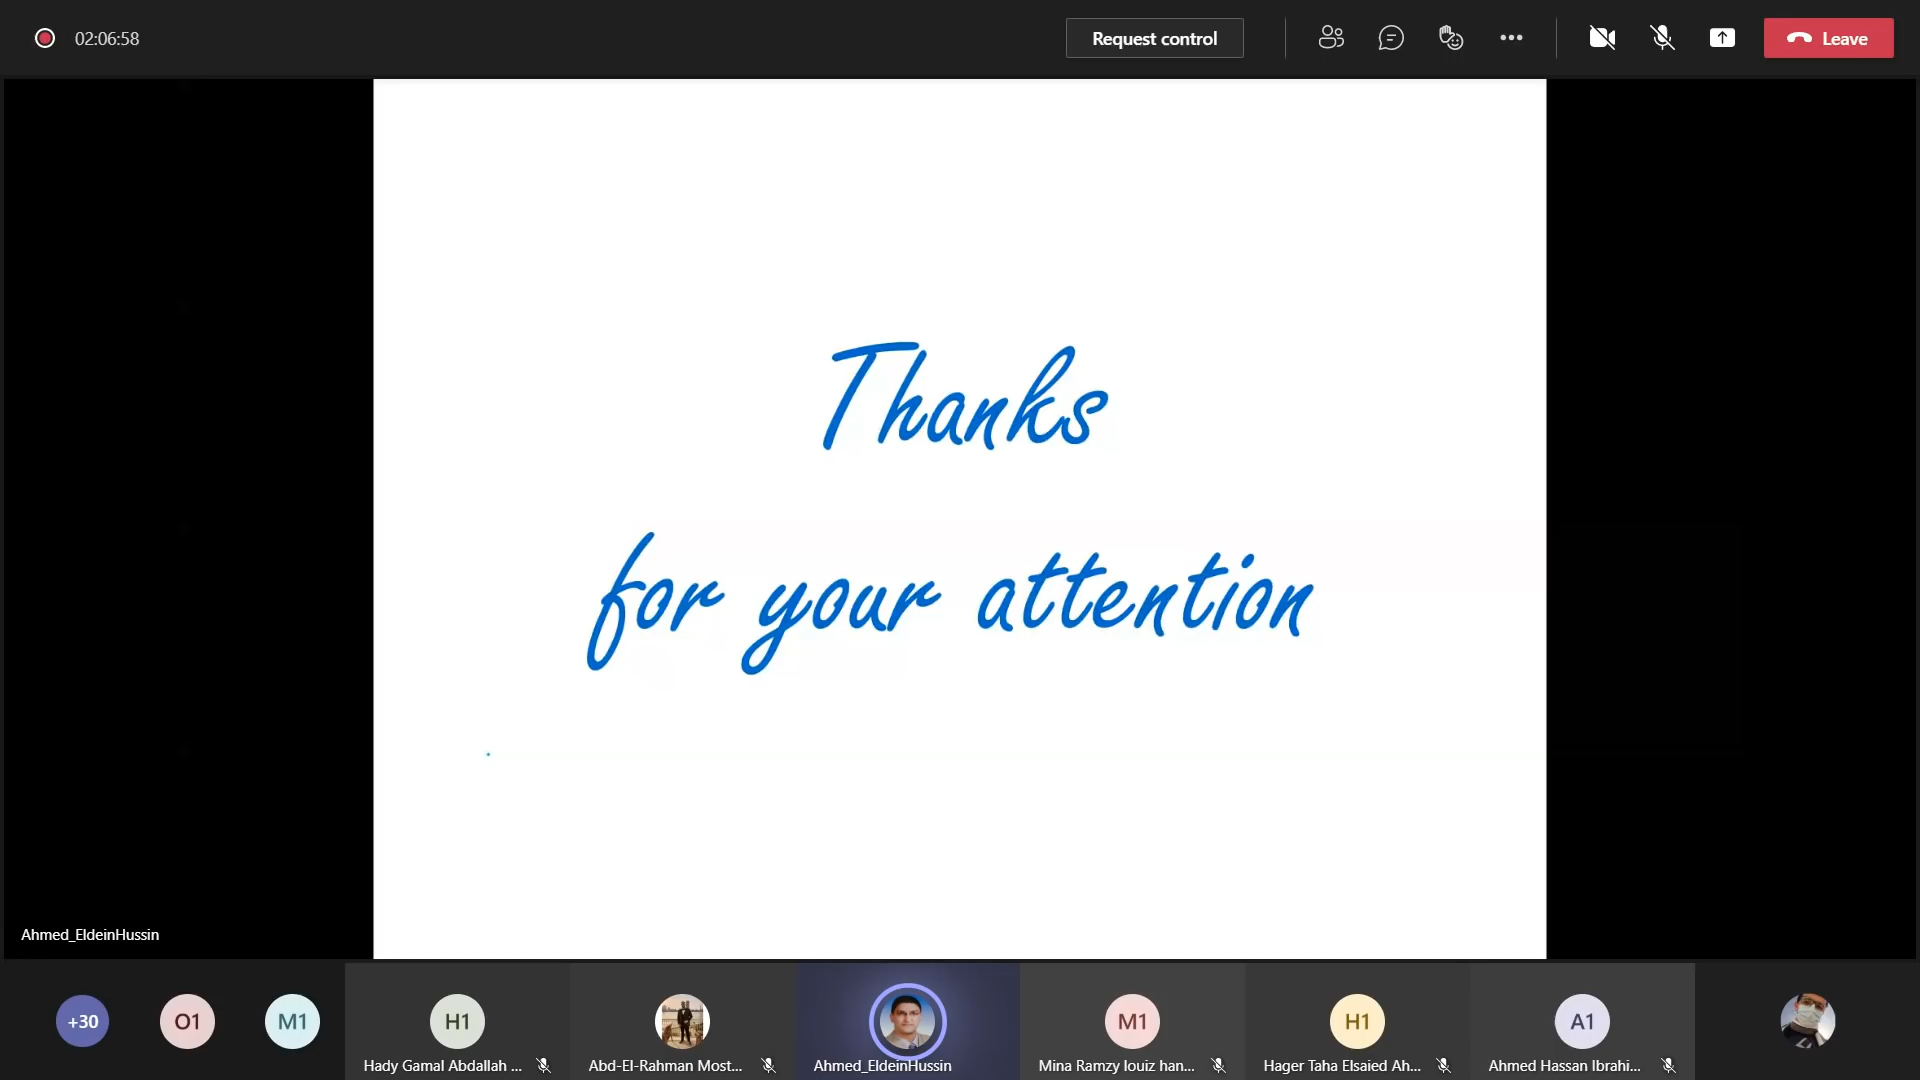 02:06:58
Request control
Leave
Thanks
for your attention
Ahmed_EldeinHussin
+30
O1
M1
H1
M1
H1
A1
Hady Gamal Abdallah ...
Abd-El-Rahman Most...
Ahmed_EldeinHussin
Mina Ramzy louiz han...
Hager Taha Elsaied Ah...
Ahmed Hassan Ibrahi...